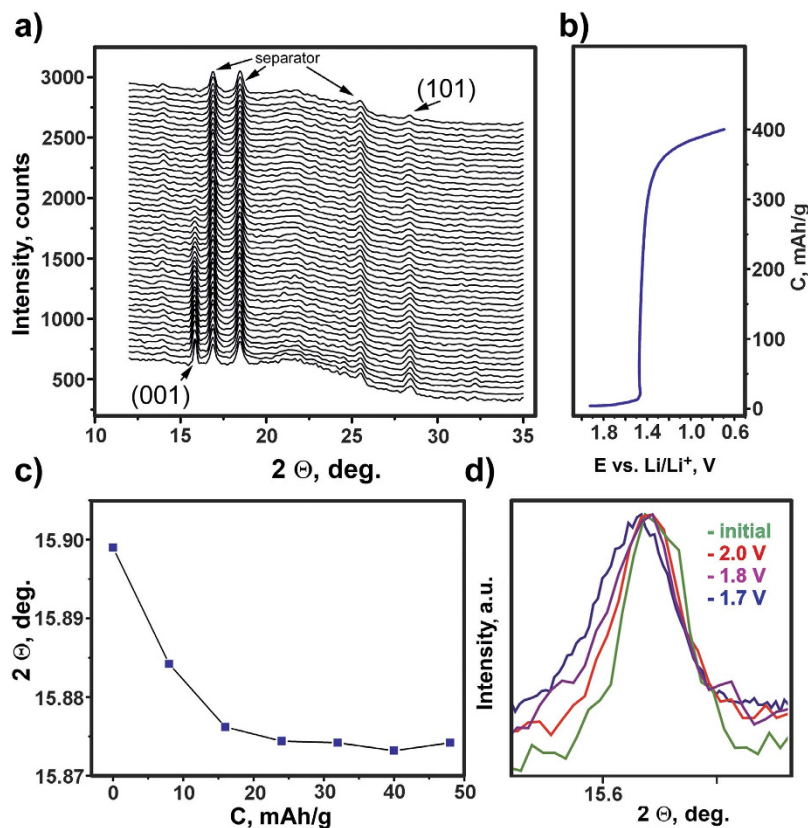 a)
separator
(101)
(001)
Intensity, counts
3000
2500
2000
1500
1000
500
10 15 20 25 30 35
2 Θ, deg.
b)
400
300
200
100
0
C, mAh/g
1.8 1.4 1.0 0.6
E vs. Li/Li⁺, V
c)
2 Θ, deg.
15.90
15.89
15.88
15.87
0 10 20 30 40 50
C, mAh/g
d)
Intensity, a.u.
- initial
- 2.0 V
- 1.8 V
- 1.7 V
15.6
2 Θ, deg.